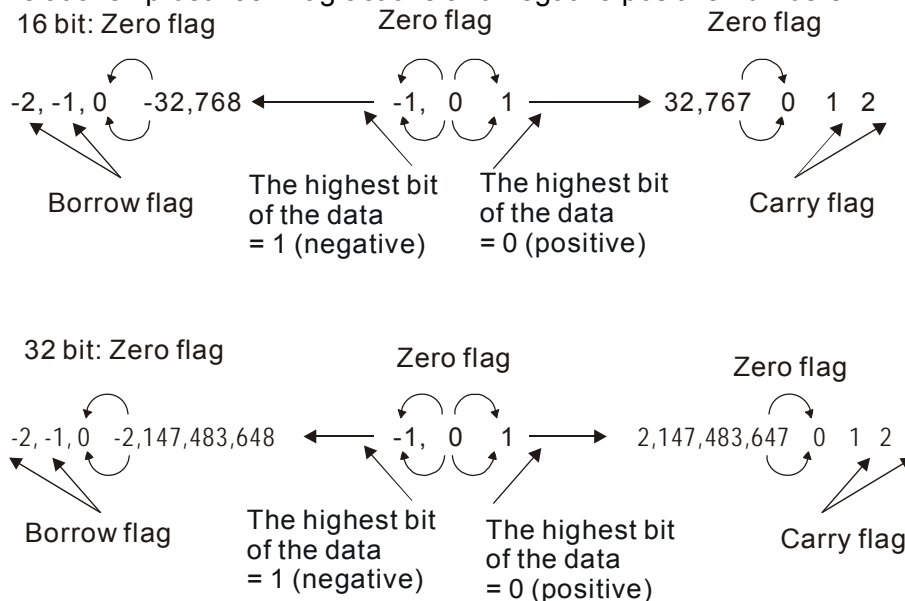 16 bit: Zero flag Zero flag Zero flag
-2, -1, 0 -32,768 -1, 0 1 32,767 0 1 2
Borrow flag
The highest bit
of the data
= 1 (negative)
The highest bit
of the data
= 0 (positive)
Carry flag
32 bit: Zero flag Zero flag Zero flag
-2, -1, 0 -2,147,483,648 -1, 0 1 2,147,483,647 0 1 2
Borrow flag
The highest bit
of the data
= 1 (negative)
The highest bit
of the data
= 0 (positive)
Carry flag